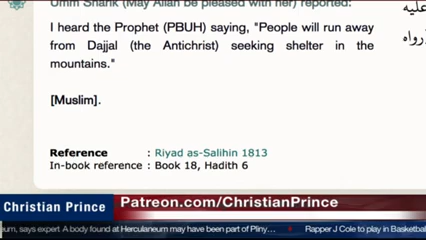 Umm Sharik (May Allah be pleased with her) reported:
عليه
I heard the Prophet (PBUH) saying, "People will run away
from Dajjal (the Antichrist) seeking shelter in the
mountains."
[Muslim].
Reference : Riyad as-Salihin 1813
In-book reference : Book 18, Hadith 6
Christian Prince
Patreon.com/ChristianPrince
eum, says expert A body found at Herculaneum may have been part of Pliny…
Rapper J Cole to play in Basketbal